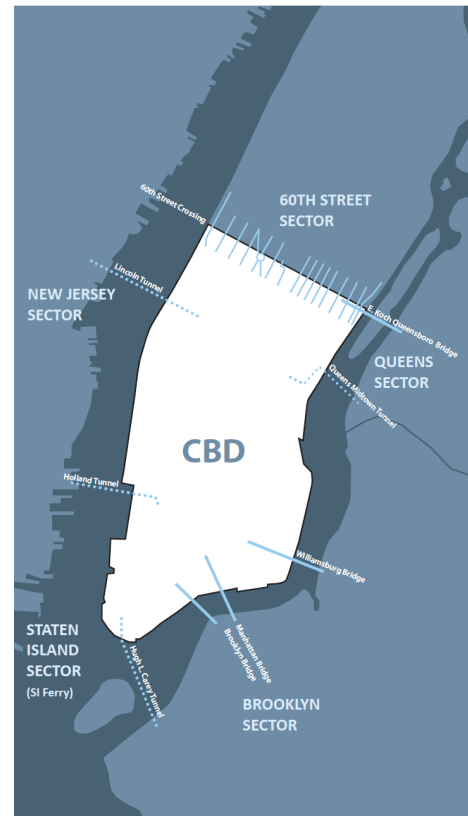 60TH STREET
SECTOR
60th Street Crossing
Lincoln Tunnel
NEW JERSEY
SECTOR
E. Koch Queensboro Bridge
QUEENS
SECTOR
Queens Midtown Tunnel
CBD
Holland Tunnel
Williamsburg Bridge
STATEN
ISLAND
SECTOR
(SI Ferry)
Hugh L. Carey Tunnel
Manhattan Bridge
Brooklyn Bridge
BROOKLYN
SECTOR